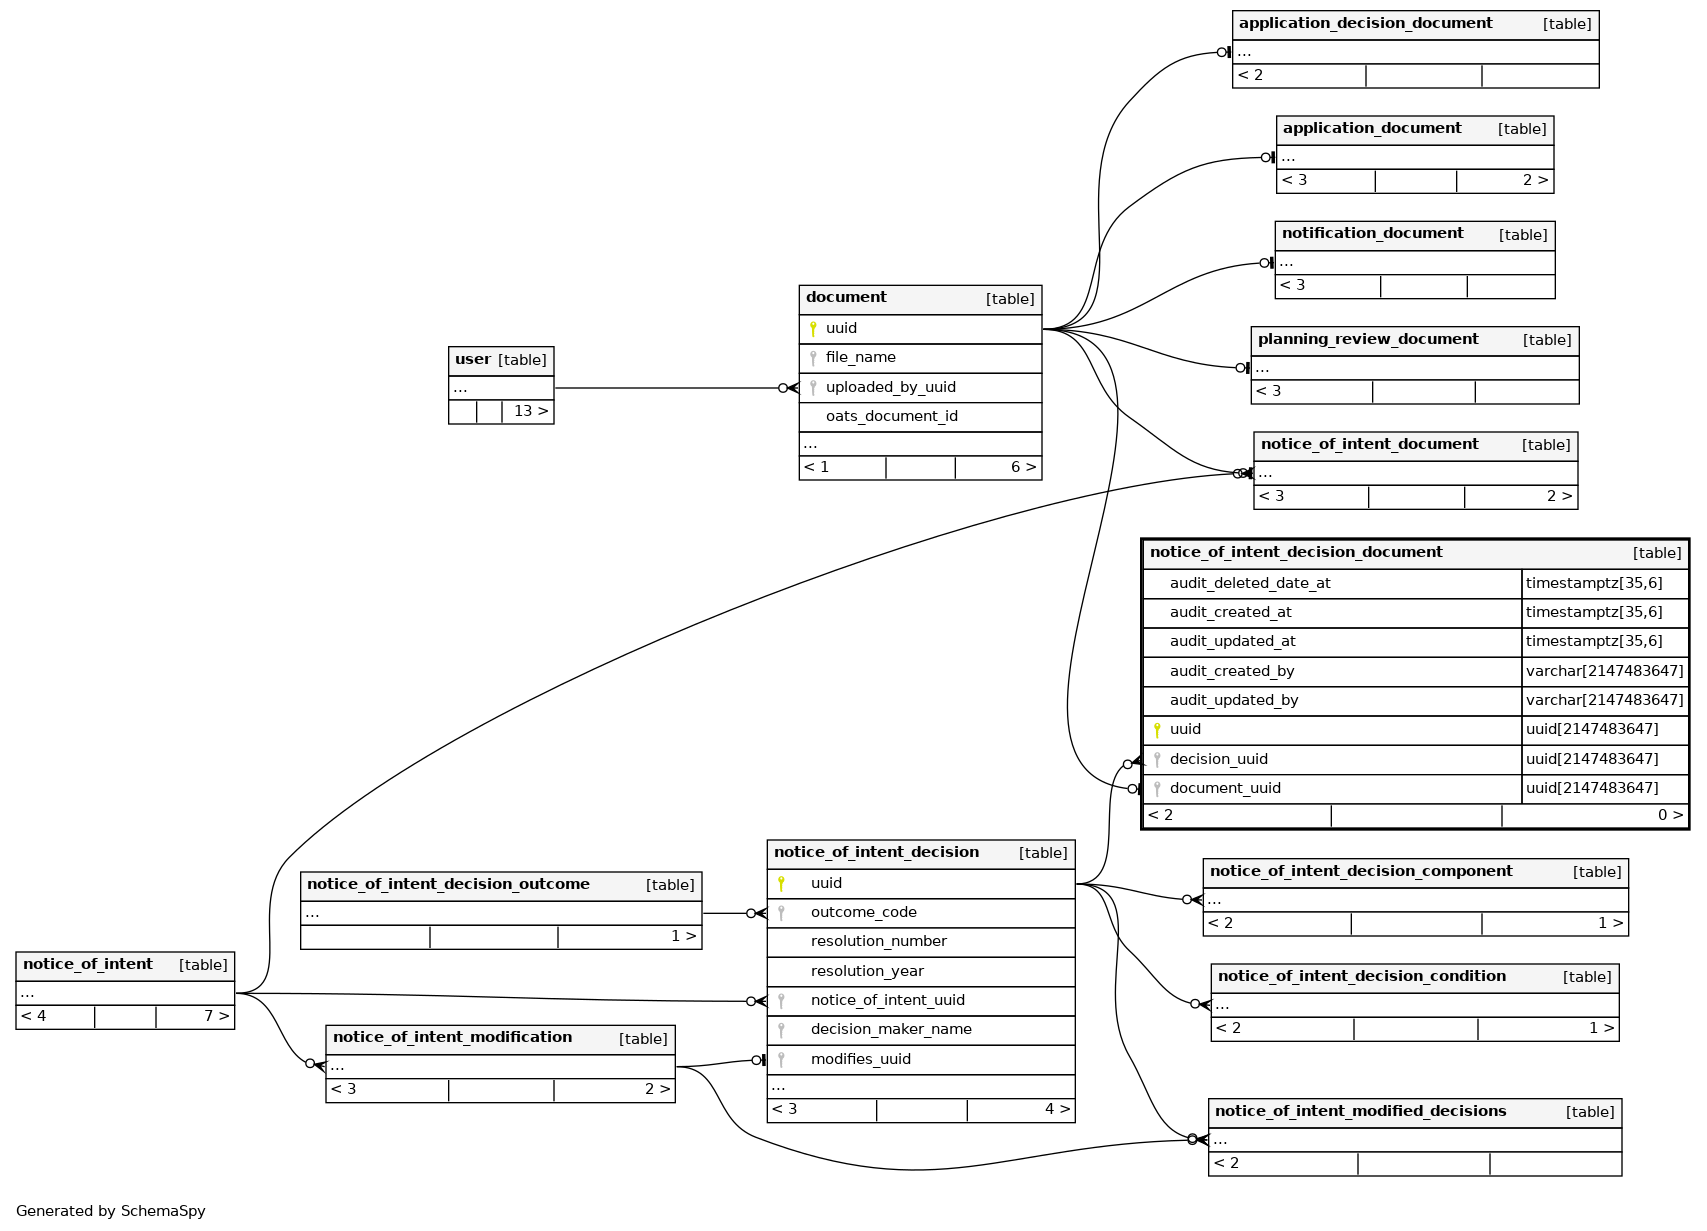 application_decision_document [table]
...
< 2
application_document [table]
...
< 3 2 >
notification_document [table]
...
< 3
document [table]
uuid
file_name
uploaded_by_uuid
oats_document_id
...
< 1 6 >
planning_review_document [table]
...
< 3
user [table]
...
13 >
notice_of_intent_document [table]
...
< 3 2 >
notice_of_intent_decision_document [table]
audit_deleted_date_at timestamptz[35,6]
audit_created_at timestamptz[35,6]
audit_updated_at timestamptz[35,6]
audit_created_by varchar[2147483647]
audit_updated_by varchar[2147483647]
uuid uuid[2147483647]
decision_uuid uuid[2147483647]
document_uuid uuid[2147483647]
< 2 0 >
notice_of_intent_decision [table]
uuid
outcome_code
resolution_number
resolution_year
notice_of_intent_uuid
decision_maker_name
modifies_uuid
...
< 3 4 >
notice_of_intent_decision_outcome [table]
...
1 >
notice_of_intent_decision_component [table]
...
< 2 1 >
notice_of_intent [table]
...
< 4 7 >
notice_of_intent_decision_condition [table]
...
< 2 1 >
notice_of_intent_modification [table]
...
< 3 2 >
notice_of_intent_modified_decisions [table]
...
< 2
Generated by SchemaSpy